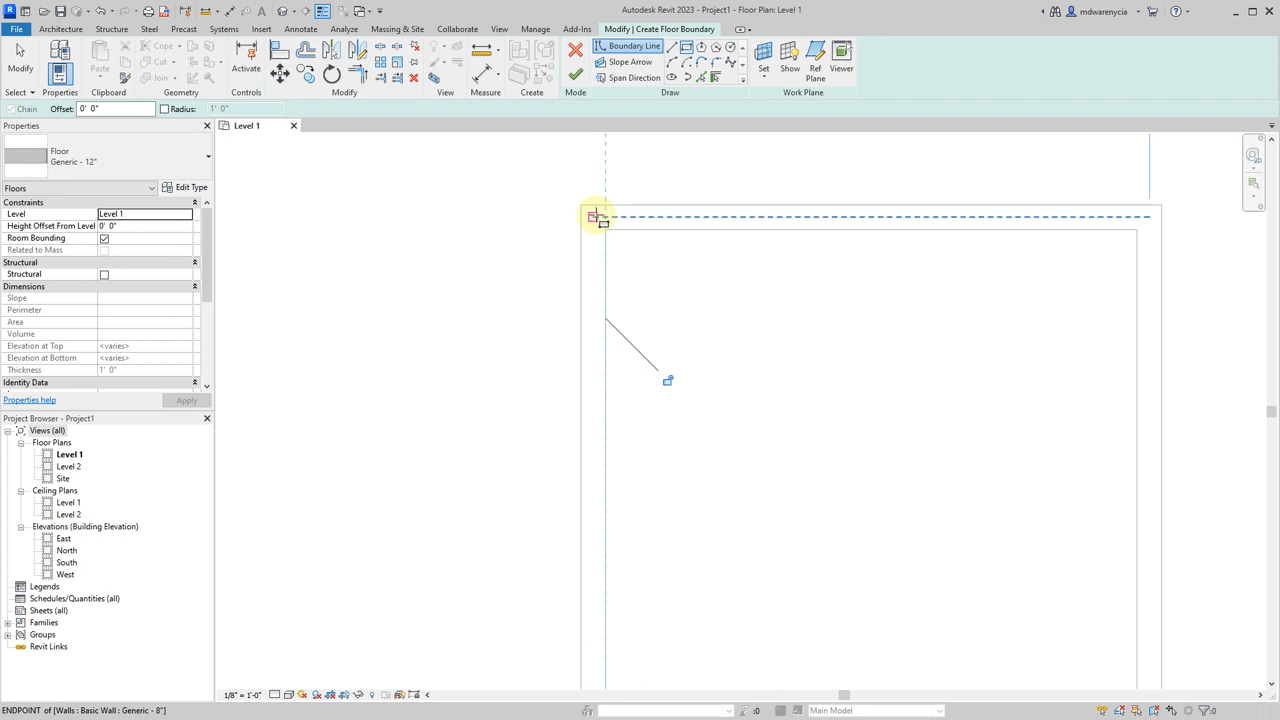 Autodesk Revit 2023 - Project1 - Floor Plan: Level 1
mdwarenycia
File Architecture Structure Steel Precast Systems Insert Annotate Analyze Massing & Site Collaborate View Manage Add-Ins Modify | Create Floor Boundary
Modify Properties Paste Cope Cut Join Activate Boundary Line Slope Arrow Span Direction Set Show Ref Plane Viewer
Select Properties Clipboard Geometry Controls Modify View Measure Create Mode Draw Work Plane
Chain Offset: 0' 0" Radius: 1' 0"
Properties
Level 1
Floor
Generic - 12"
Floors Edit Type
Constraints
Level Level 1
Height Offset From Level 0' 0"
Room Bounding
Related to Mass
Structural
Structural
Dimensions
Slope
Perimeter
Area
Volume
Elevation at Top <varies>
Elevation at Bottom <varies>
Thickness 1' 0"
Identity Data
Properties help Apply
Project Browser - Project1
Views (all)
Floor Plans
Level 1
Level 2
Site
Ceiling Plans
Level 1
Level 2
Elevations (Building Elevation)
East
North
South
West
Legends
Schedules/Quantities (all)
Sheets (all)
Families
Groups
Revit Links
1/8" = 1'-0"
ENDPOINT of [Walls : Basic Wall : Generic - 8"]
:0
Main Model
:0